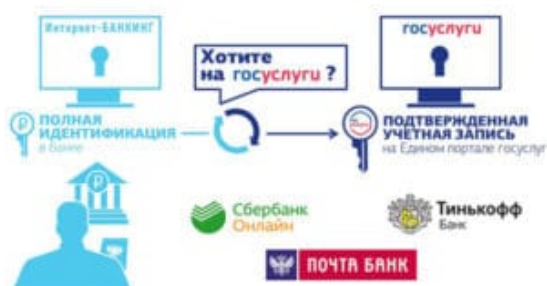 Интернет-БАНКИНГ
госуслуги
Хотите
на госуслуги ?
ПОЛНАЯ
ИДЕНТИФИКАЦИЯ
в Банке
ПОДТВЕРЖДЕННАЯ
УЧЕТНАЯ ЗАПИСЬ
на Едином портале госуслуг
Сбербанк
Онлайн
Тинькофф
Банк
ПОЧТА БАНК